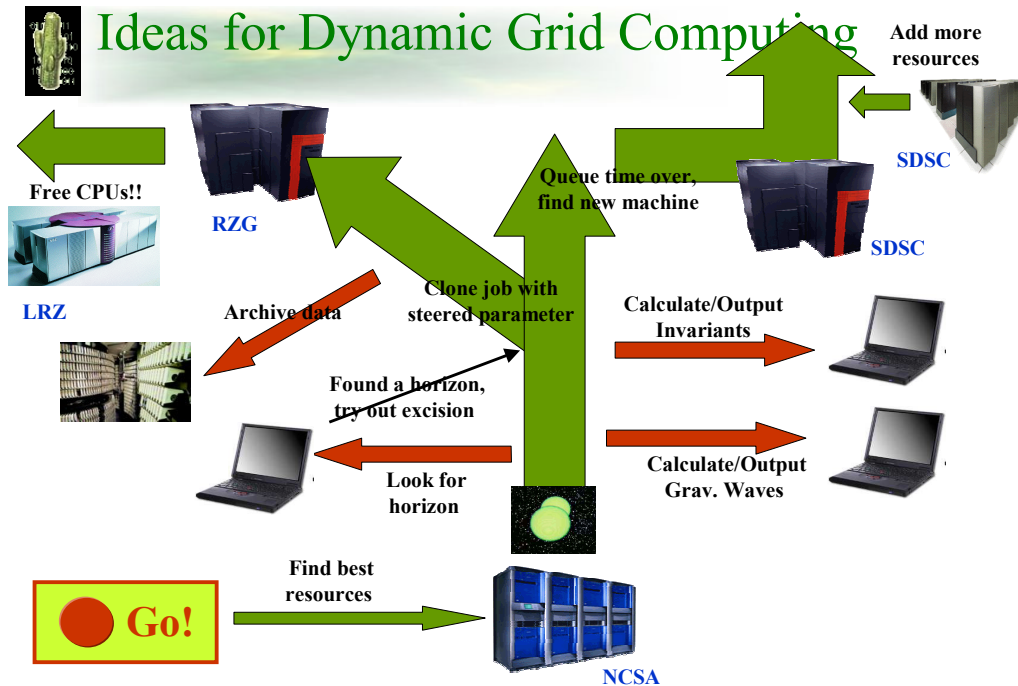 Ideas for Dynamic Grid Computing
Add more
resources
SDSC
Free CPUs!!
RZG
LRZ
Queue time over,
find new machine
SDSC
Archive data
Clone job with
steered parameter
Calculate/Output
Invariants
Found a horizon,
try out excision
Look for
horizon
Calculate/Output
Grav. Waves
Go!
Find best
resources
NCSA